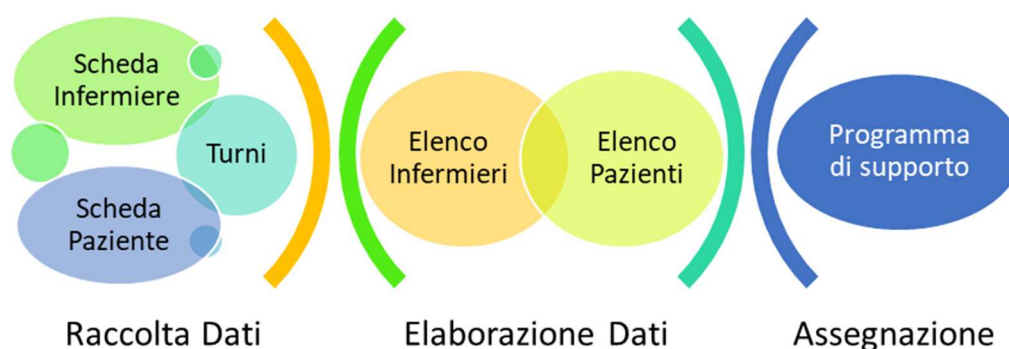 Scheda
Infermiere
Turni
Scheda
Paziente
Elenco
Infermieri
Elenco
Pazienti
Programma
di supporto
Raccolta Dati
Elaborazione Dati
Assegnazione